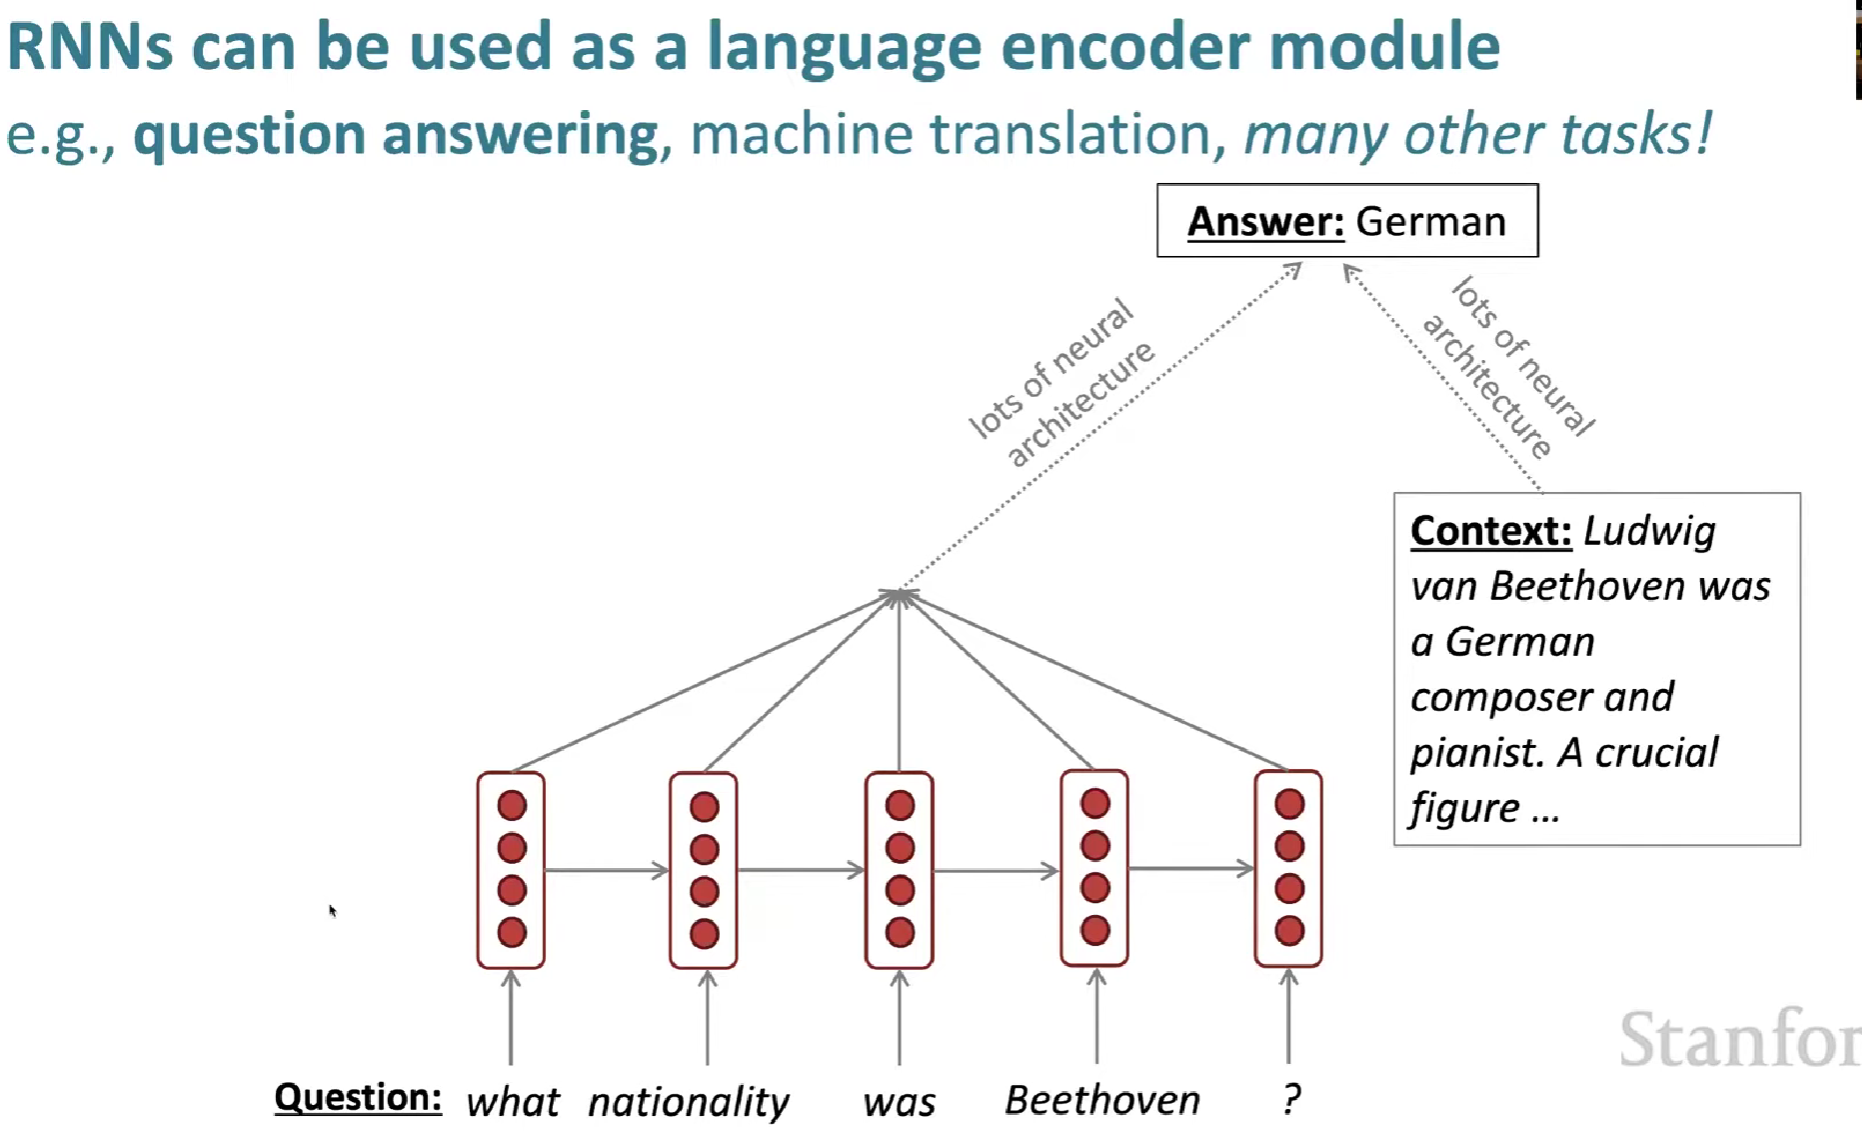 RNNs can be used as a language encoder module
e.g., question answering, machine translation, many other tasks!
Answer: German
lots of neural
architecture
lots of neural
architecture
Context: Ludwig
van Beethoven was
a German
composer and
pianist. A crucial
figure ...
Question: what nationality was Beethoven ?
Stanfor